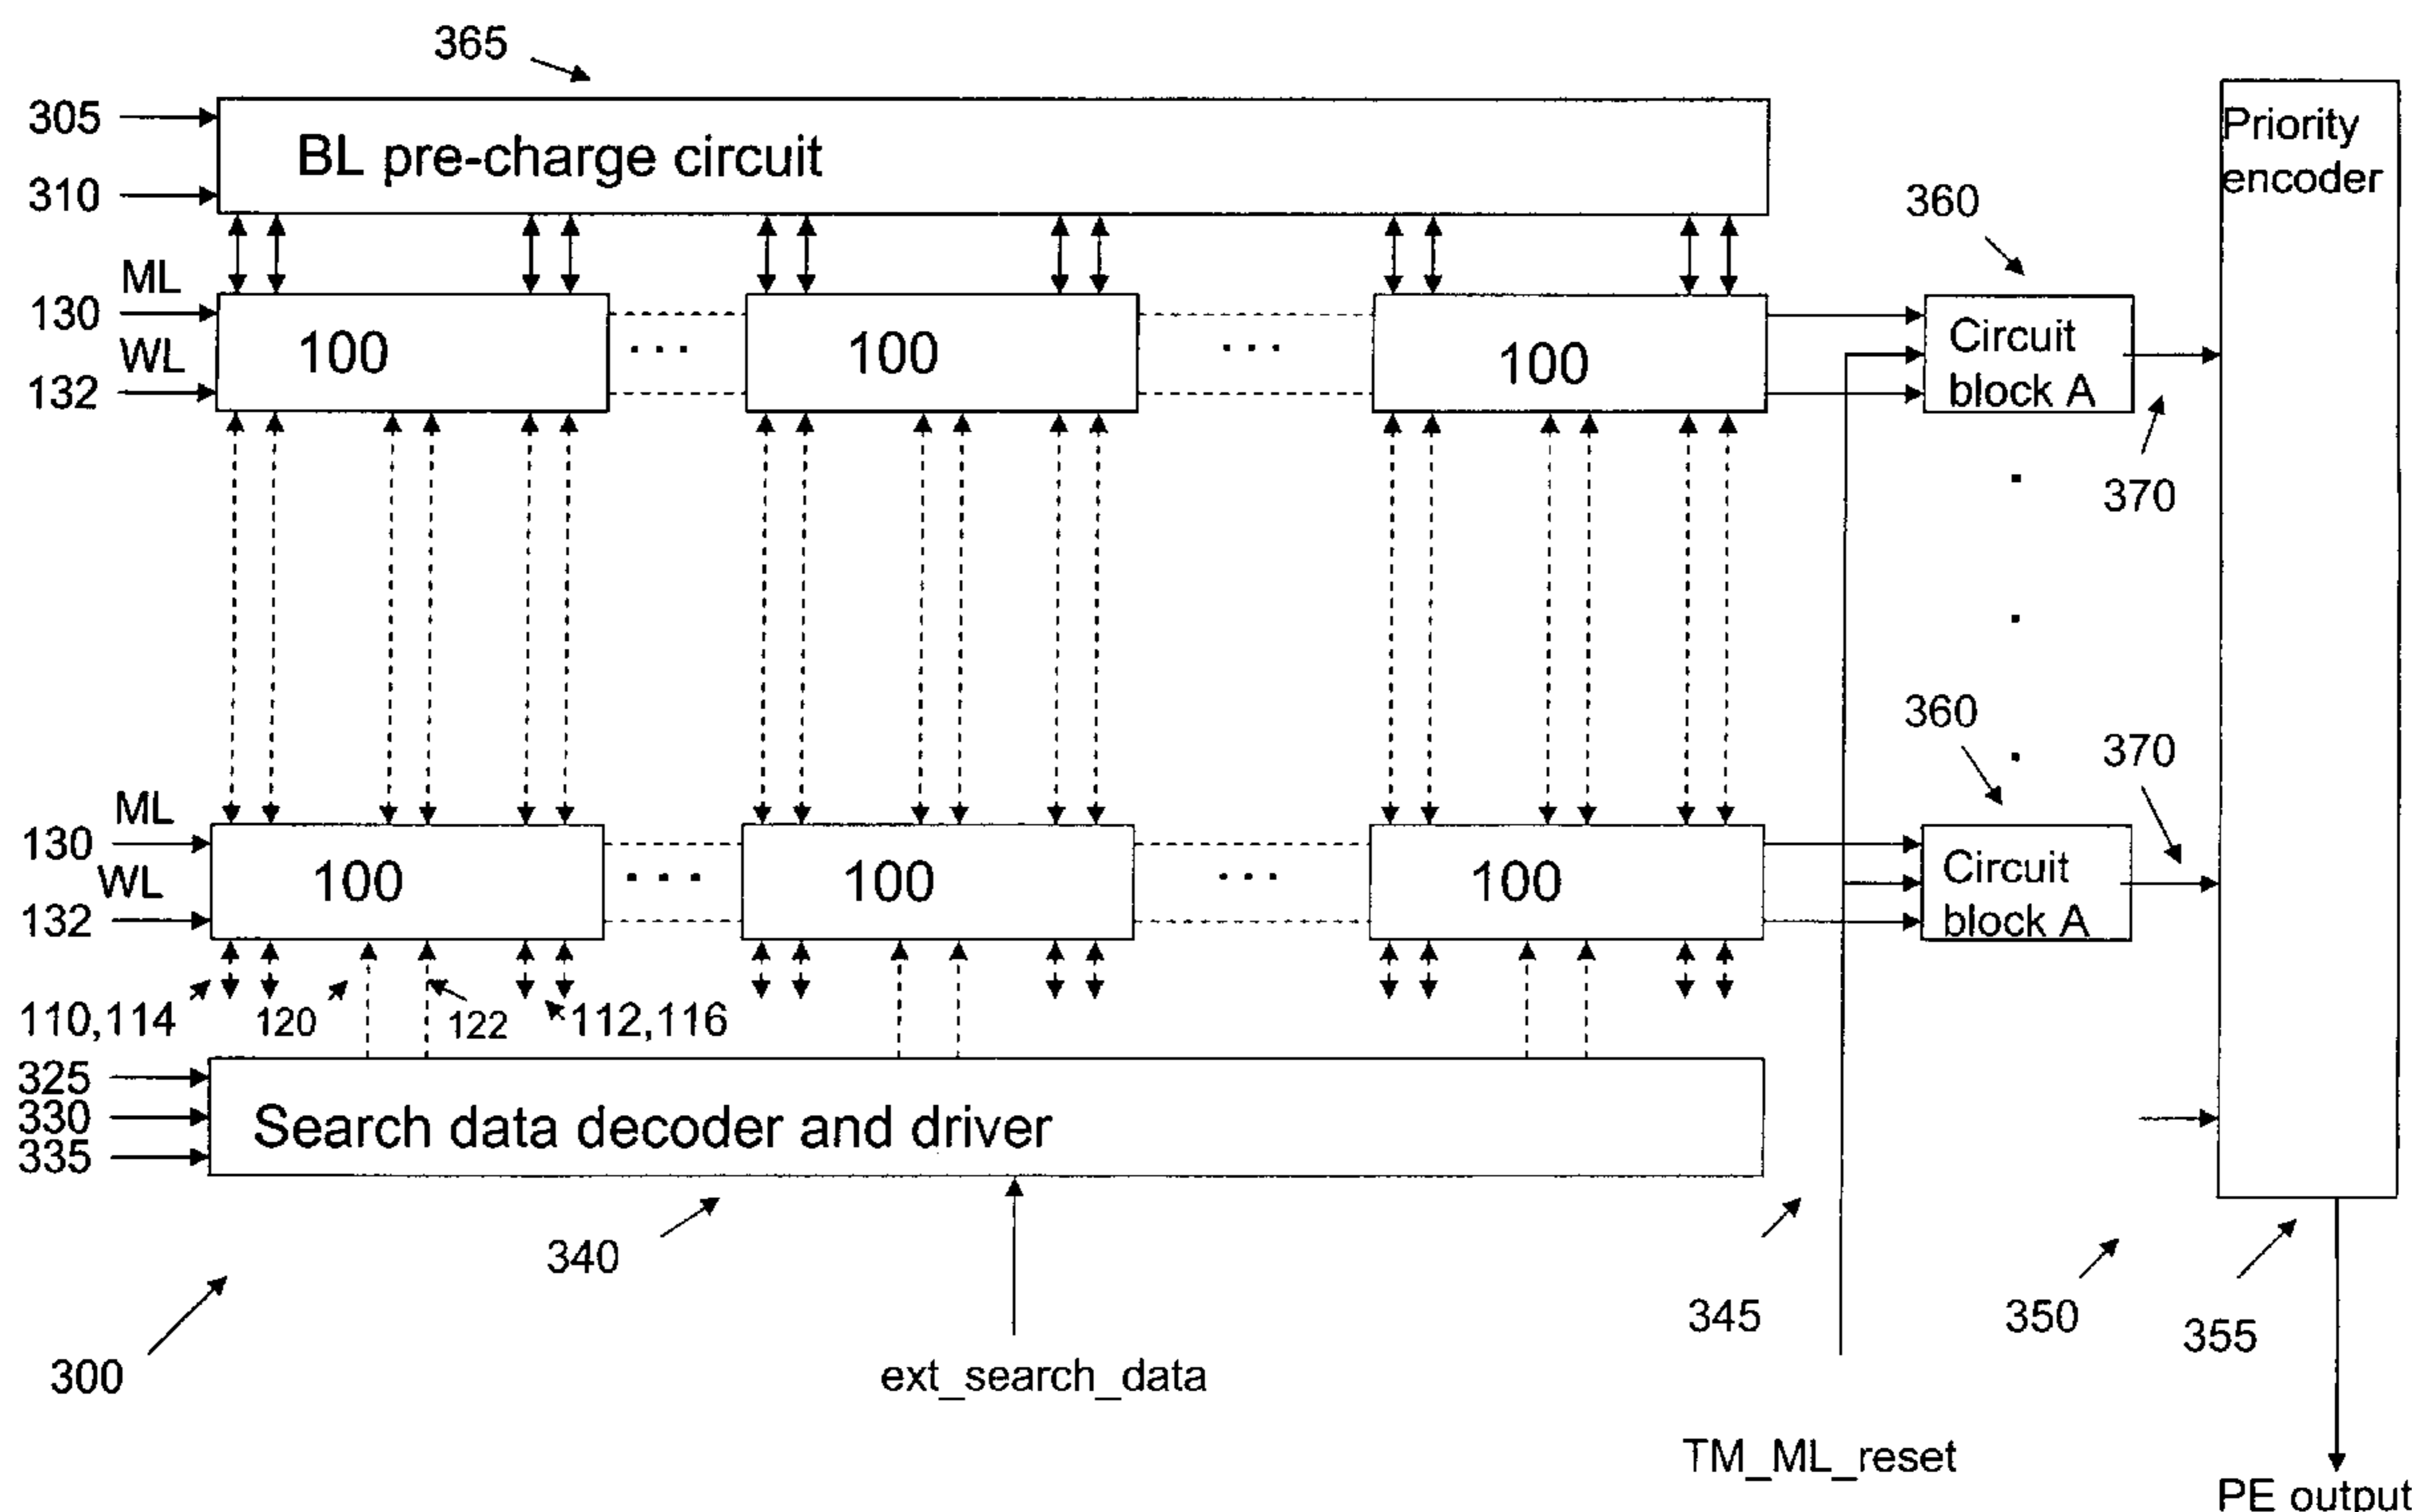 365
305
BL pre-charge circuit
310
Priority
encoder
360
ML
130
WL
132
100
...
100
...
100
Circuit
block A
370
360
370
ML
130
WL
132
100
...
100
...
100
Circuit
block A
110,114
120
122
112,116
325
330
335
Search data decoder and driver
340
345
350
355
300
ext_search_data
TM_ML_reset
PE output